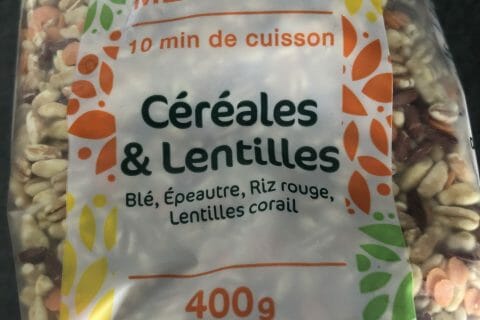 10 min de cuisson
Céréales
& Lentilles
Blé, Épeautre, Riz rouge,
Lentilles corail
400g